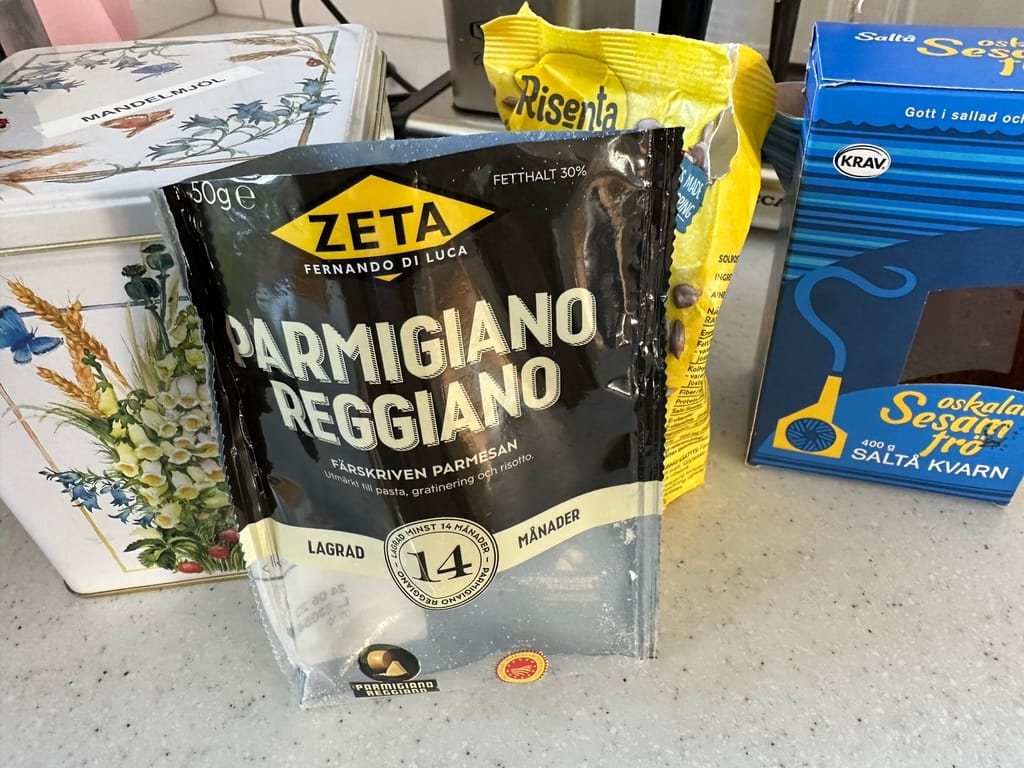 MANDELMJÖL
50g e
FETTHALT 30%
ZETA
FERNANDO DI LUCA
PARMIGIANO
REGGIANO
FÄRSKRIVEN PARMESAN
Utmärkt till pasta, gratinering och risotto.
LAGRAD
LAGRAD MINST 14 MÅNADER
14
PARMIGIANO REGGIANO
MÅNADER
PARMIGIANO
REGGIANO
Risenta
MADE
Saltå
Gott i sallad
KRAV
oskala
Sesam
frö
400 g
SALTÅ KVARN